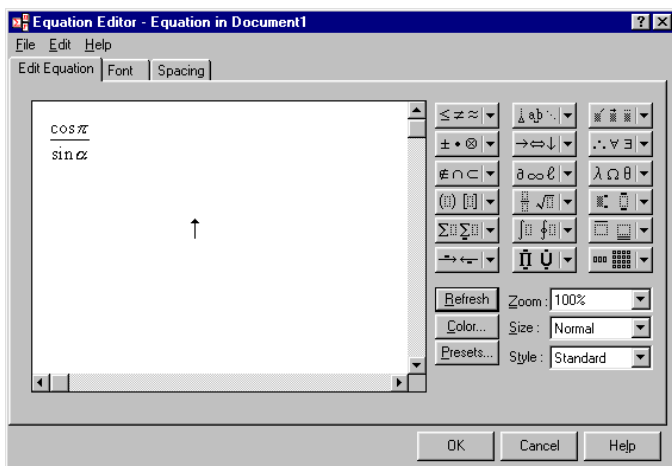 Equation Editor - Equation in Document1
File Edit Help
Edit Equation Font Spacing
cos π
sin α
≤ ≠ ≈
⋮ ab ⋱
± • ⊗
→⇔↓
∴ ∀ ∃
∉ ∩ ⊂
∂ ∞ ℓ
λ Ω θ
Refresh
Zoom : 100%
Color...
Size : Normal
Presets...
Style : Standard
OK Cancel Help